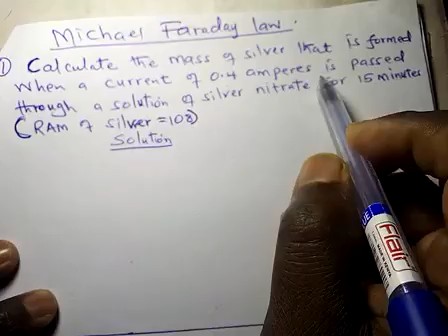 Michael Faraday law.
① Calculate the mass of silver that is formed
when a current of 0.4 amperes is passed
through a solution of silver nitrate for 15 minutes
(RAM of silver = 108)
Solution
BLUE
Flair